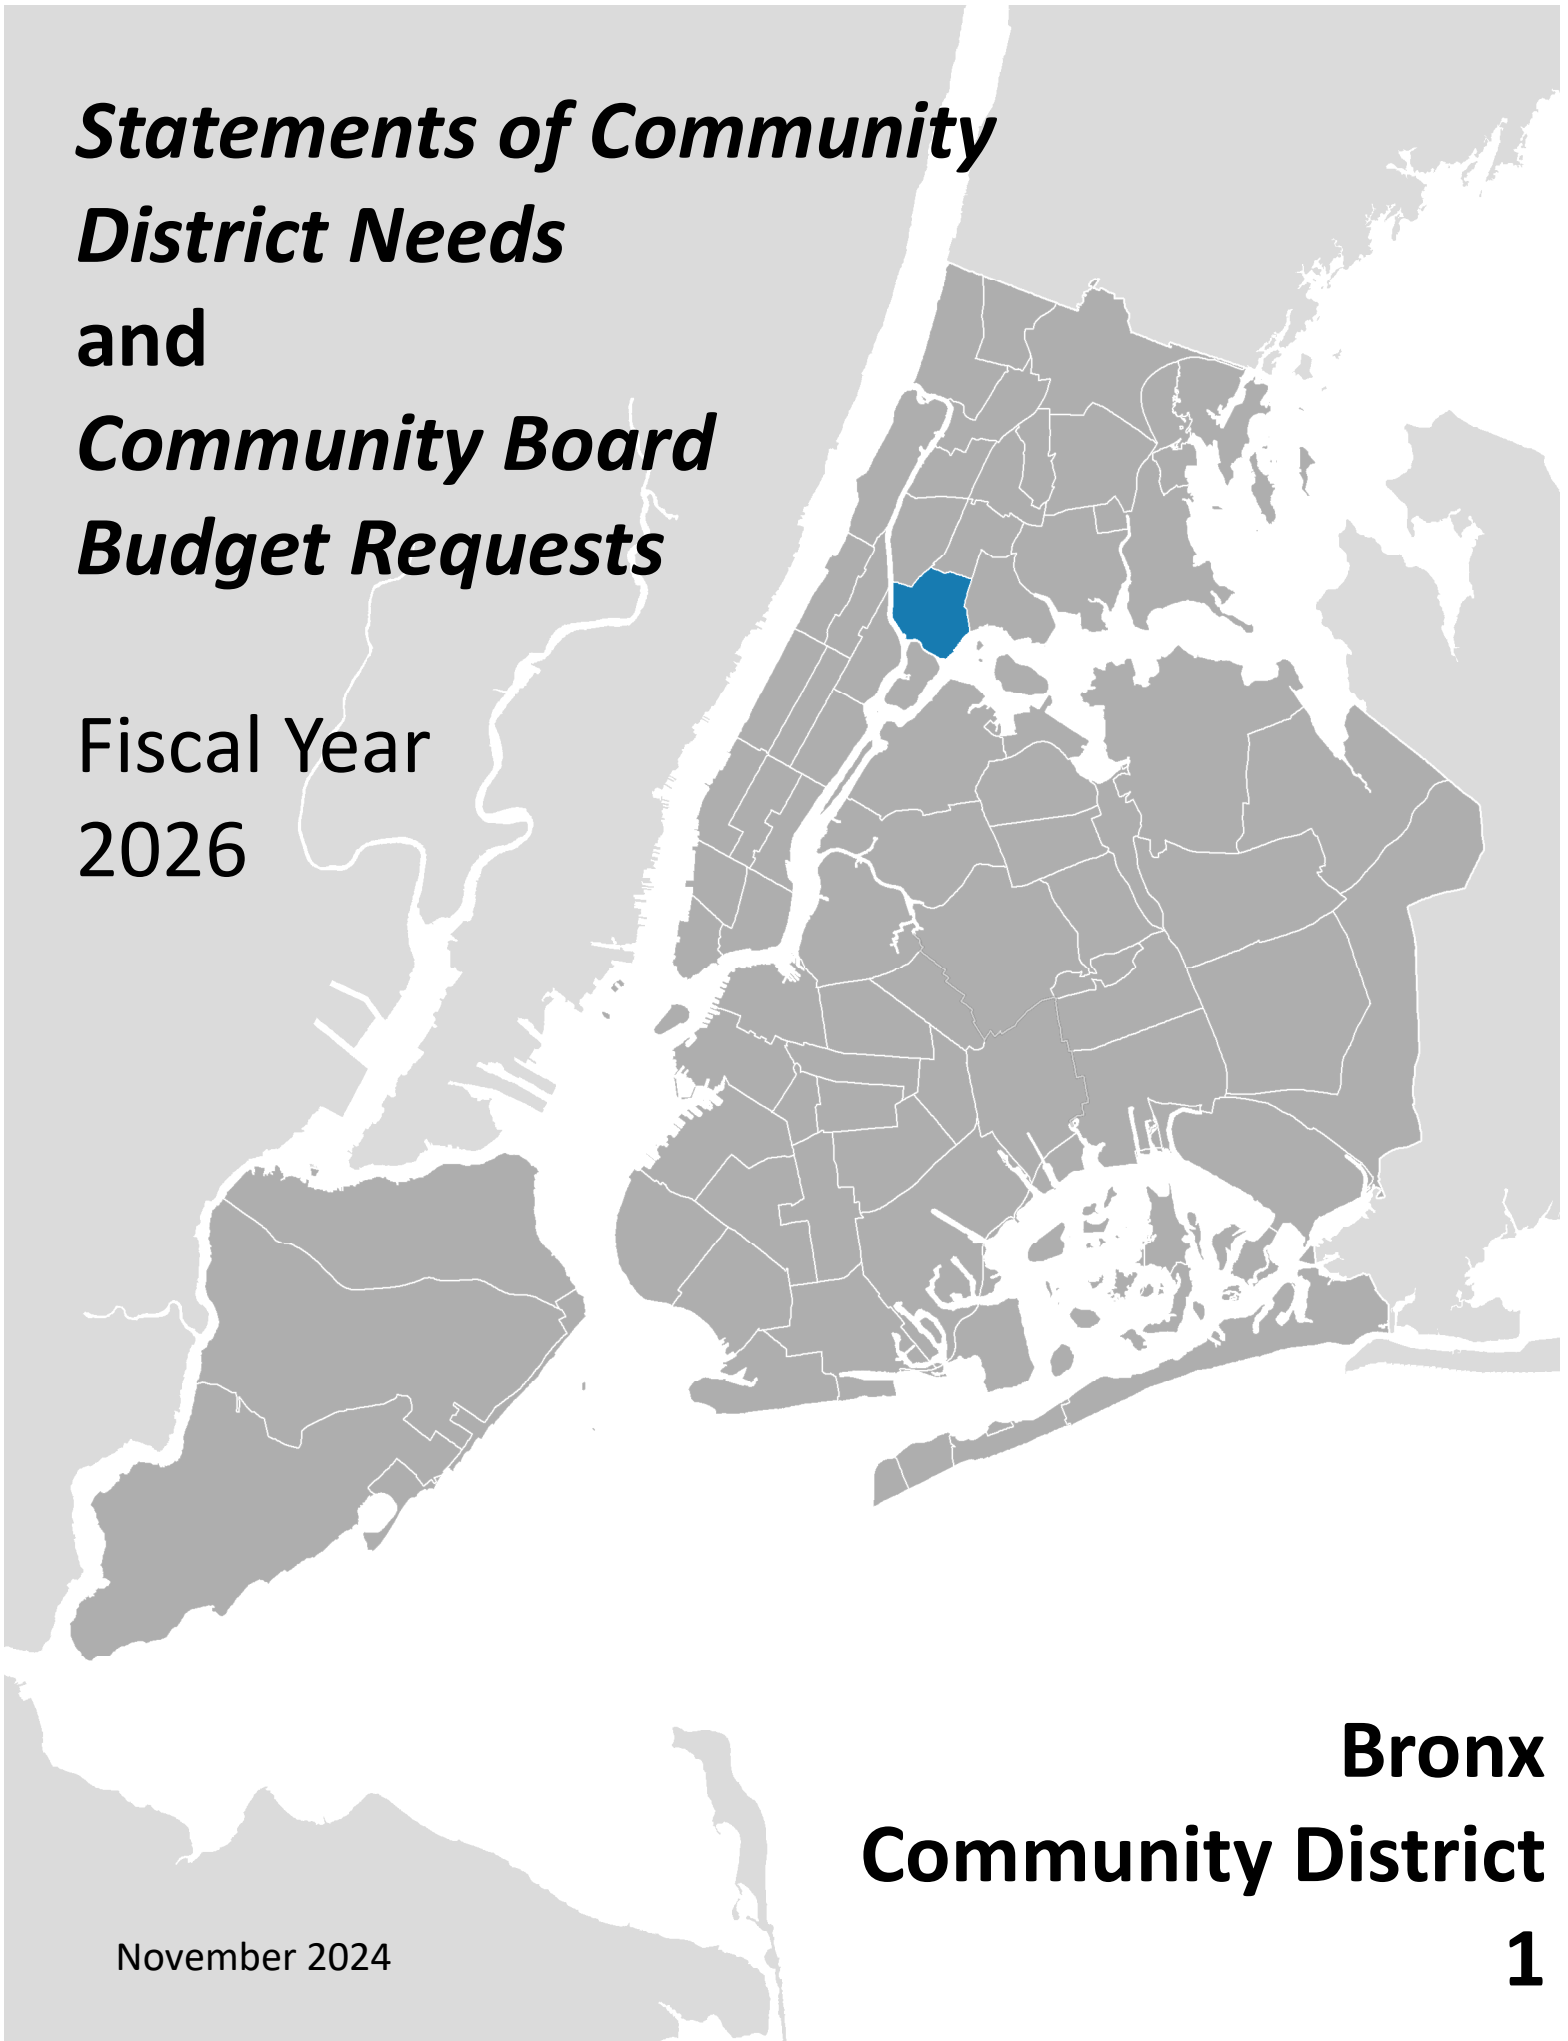 Statements of Community
District Needs
and
Community Board
Budget Requests
Fiscal Year
2026
Bronx
Community District
1
November 2024